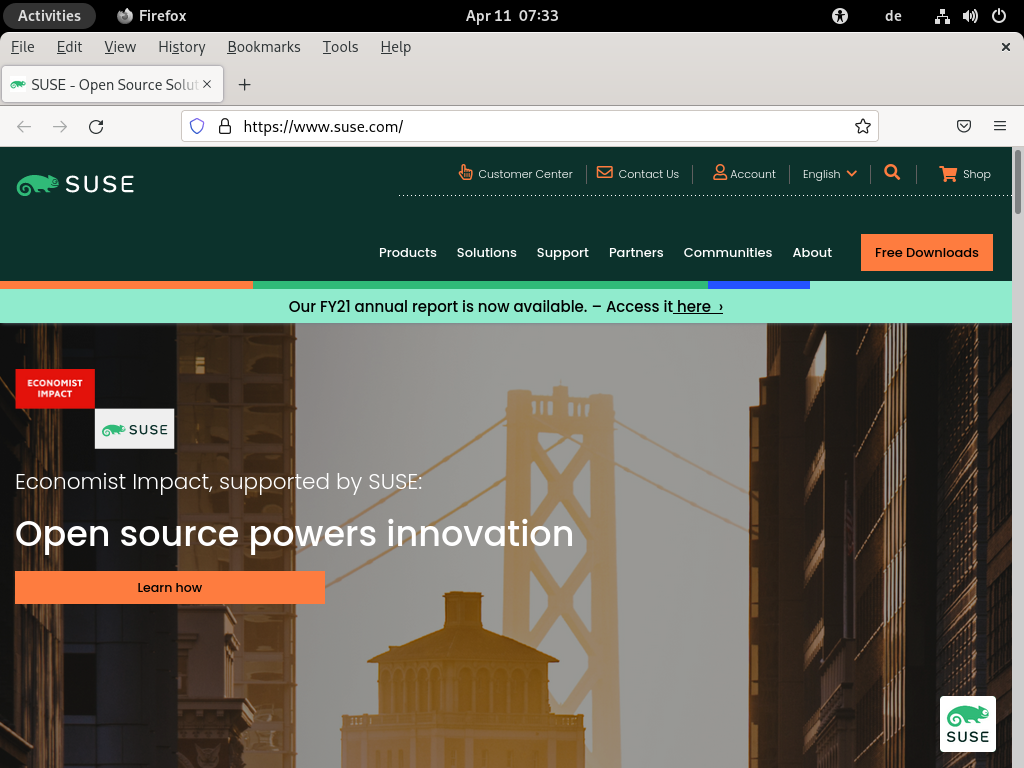 Activities Firefox Apr 11 07:33 de
File Edit View History Bookmarks Tools Help
SUSE - Open Source Solut
https://www.suse.com/
Customer Center Contact Us Account English Shop
SUSE
Products Solutions Support Partners Communities About Free Downloads
Our FY21 annual report is now available. – Access it here ›
ECONOMIST
IMPACT
SUSE
Economist Impact, supported by SUSE:
Open source powers innovation
Learn how
SUSE